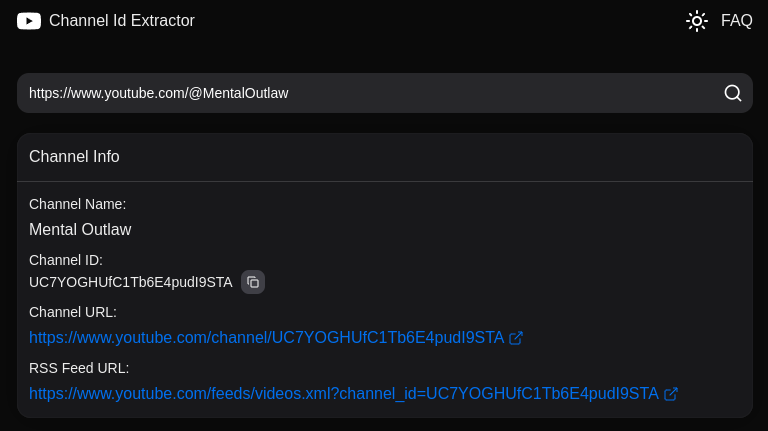 Channel Id Extractor
FAQ
https://www.youtube.com/@MentalOutlaw
Channel Info
Channel Name:
Mental Outlaw
Channel ID:
UC7YOGHUfC1Tb6E4pudI9STA
Channel URL:
https://www.youtube.com/channel/UC7YOGHUfC1Tb6E4pudI9STA
RSS Feed URL:
https://www.youtube.com/feeds/videos.xml?channel_id=UC7YOGHUfC1Tb6E4pudI9STA